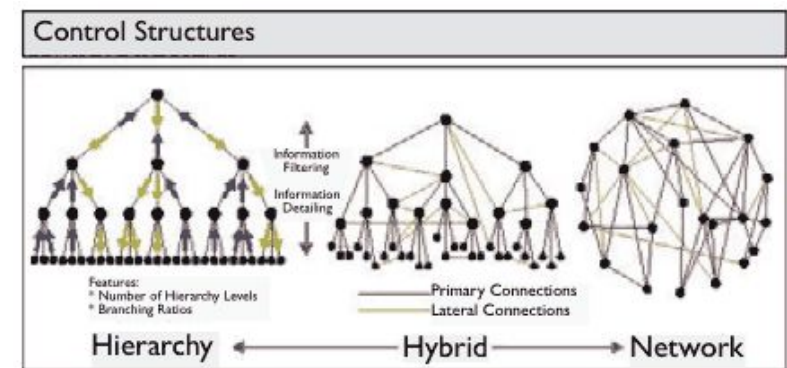 Control Structures
Information
Filtering
Information
Detailing
Features:
* Number of Hierarchy Levels
* Branching Ratios
Primary Connections
Lateral Connections
Hierarchy
Hybrid
Network